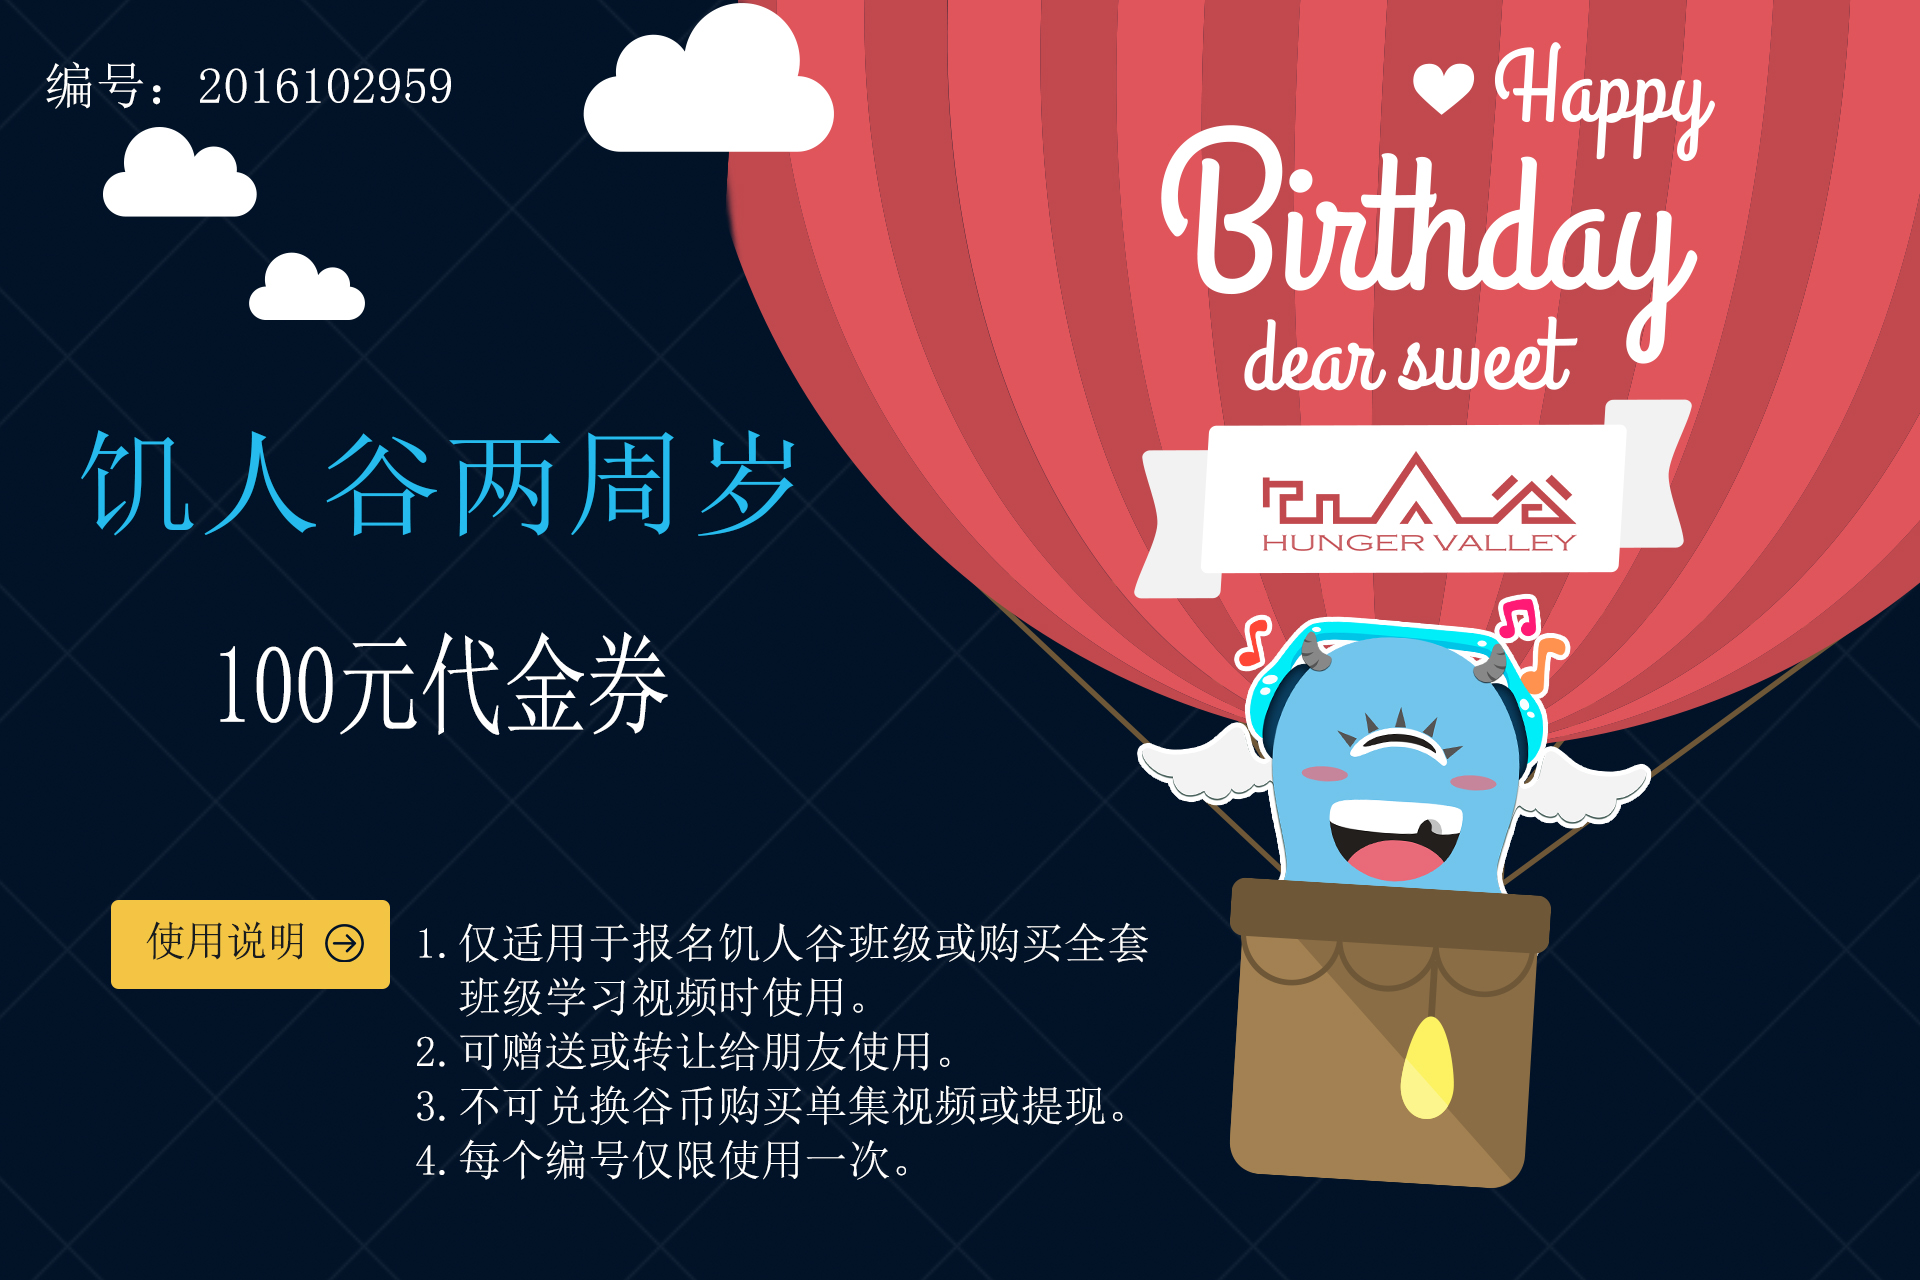 编号：2016102959
Happy
Birthday
dear sweet
饥人谷
HUNGER VALLEY
饥人谷两周岁
100元代金券
使用说明
1.仅适用于报名饥人谷班级或购买全套
班级学习视频时使用。
2.可赠送或转让给朋友使用。
3.不可兑换谷币购买单集视频或提现。
4.每个编号仅限使用一次。